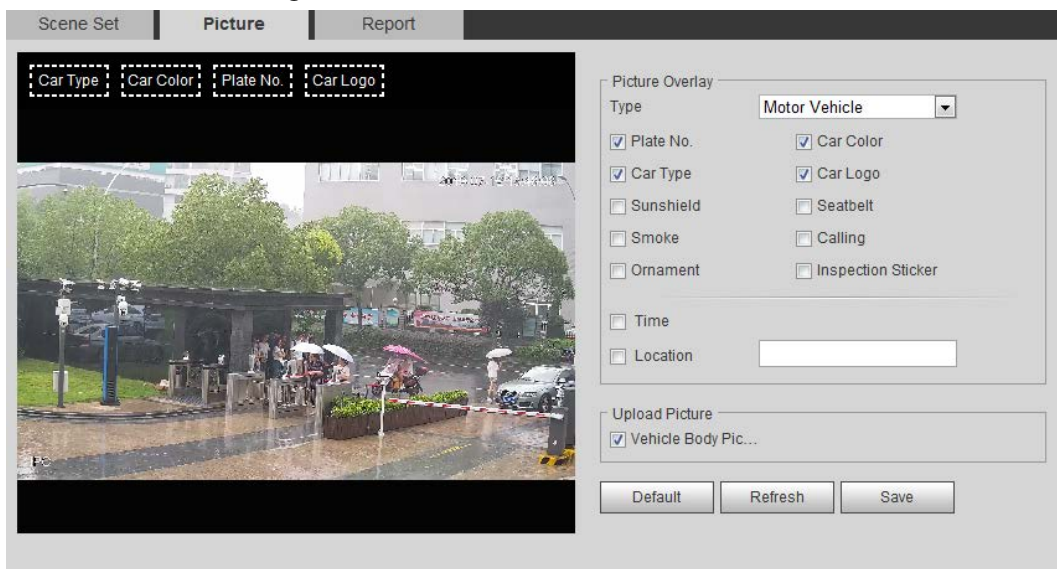 Scene Set Picture Report
Car Type Car Color Plate No. Car Logo
Picture Overlay
Type Motor Vehicle
Plate No. Car Color
Car Type Car Logo
Sunshield Seatbelt
Smoke Calling
Ornament Inspection Sticker
Time
Location
Upload Picture
Vehicle Body Pic...
Default Refresh Save